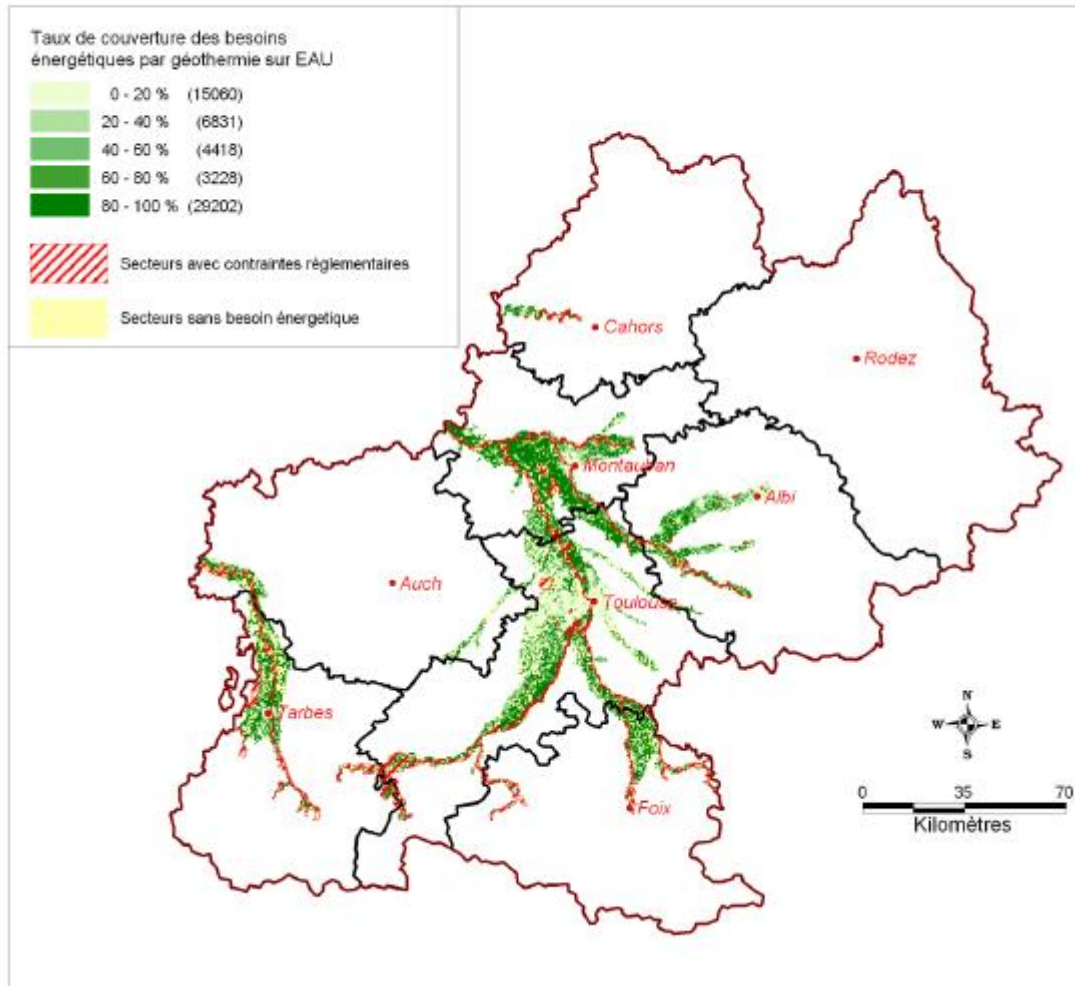 Taux de couverture des besoins
énergétiques par géothermie sur EAU
0 - 20 % (15060)
20 - 40 % (6831)
40 - 60 % (4418)
60 - 80 % (3228)
80 - 100 % (29202)
Secteurs avec contraintes règlementaires
Secteurs sans besoin énergetique
Cahors
Rodez
Montauban
Albi
Auch
Toulouse
Tarbes
Foix
N
W E
S
0 35 70
Kilomètres